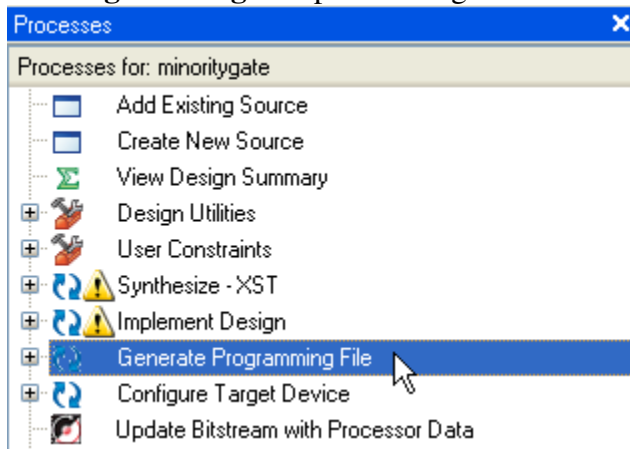 Processes
Processes for: minoritygate
Add Existing Source
Create New Source
View Design Summary
Design Utilities
User Constraints
Synthesize - XST
Implement Design
Generate Programming File
Configure Target Device
Update Bitstream with Processor Data